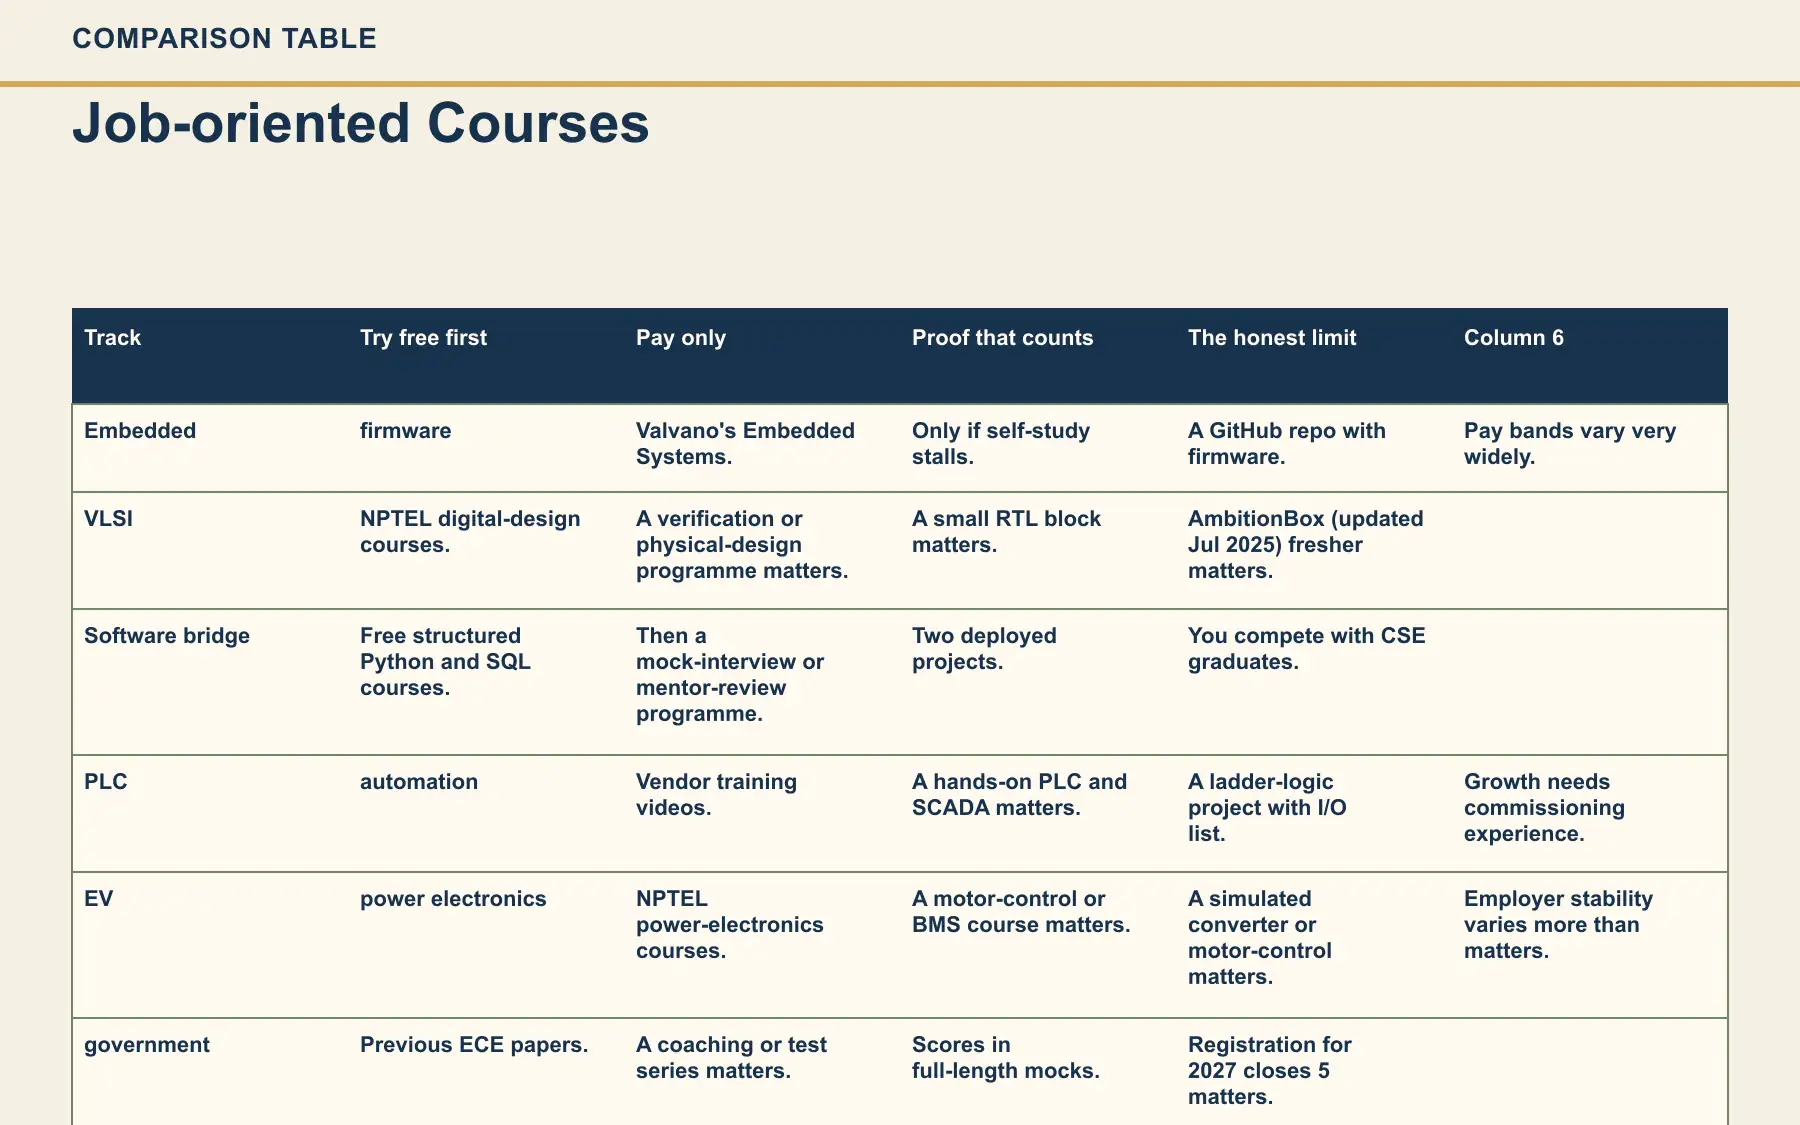 COMPARISON TABLE
Job-oriented Courses
Track Try free first Pay only Proof that counts The honest limit Column 6
Embedded firmware Valvano's Embedded Only if self-study A GitHub repo with Pay bands vary very
Systems. stalls. firmware. widely.
VLSI NPTEL digital-design A verification or A small RTL block AmbitionBox (updated
courses. physical-design matters. Jul 2025) fresher
programme matters. matters.
Software bridge Free structured Then a Two deployed You compete with CSE
Python and SQL mock-interview or projects. graduates.
courses. mentor-review
programme.
PLC automation Vendor training A hands-on PLC and A ladder-logic Growth needs
videos. SCADA matters. project with I/O commissioning
list. experience.
EV power electronics NPTEL A motor-control or A simulated Employer stability
power-electronics BMS course matters. converter or varies more than
courses. motor-control matters.
matters.
government Previous ECE papers. A coaching or test Scores in Registration for
series matters. full-length mocks. 2027 closes 5
matters.